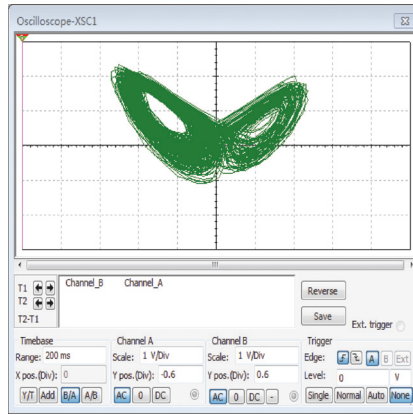 Oscilloscope-XSC1
T1
T2
T2-T1
Channel_B Channel_A
Reverse
Save
Ext. trigger
Timebase
Range: 200 ms
X pos.(Div): 0
Y/T Add B/A A/B
Channel A
Scale: 1 V/Div
Y pos.(Div): -0.6
AC 0 DC
Channel B
Scale: 1 V/Div
Y pos.(Div): 0.6
AC 0 DC -
Trigger
Edge: A B Ext
Level: 0 V
Single Normal Auto None